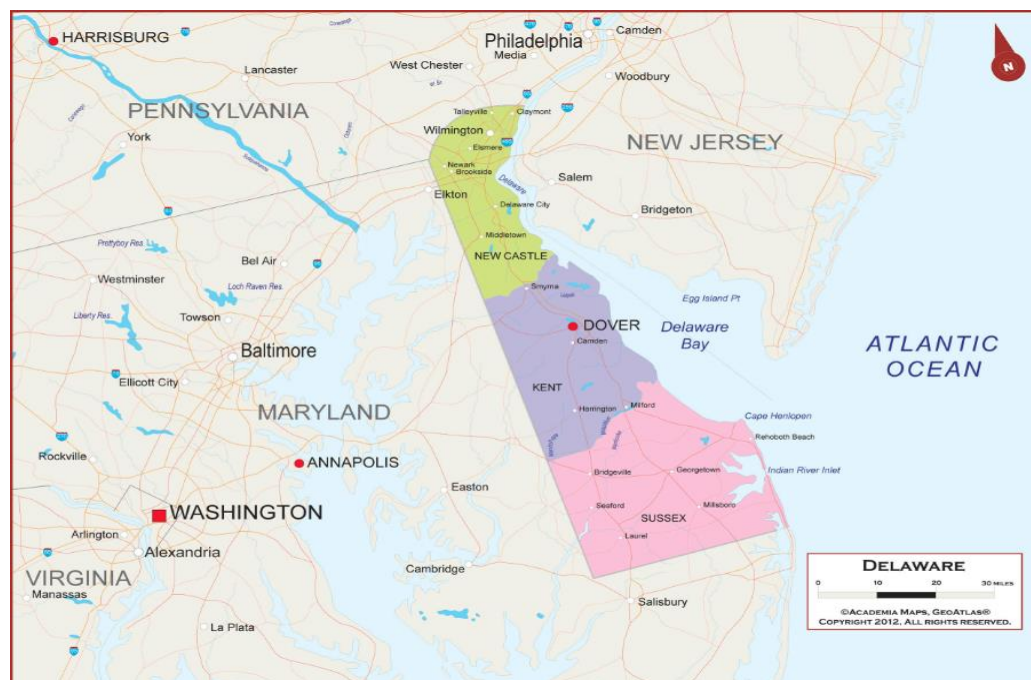 HARRISBURG
Philadelphia
Camden
Media
West Chester
Lancaster
Woodbury
PENNSYLVANIA
Talleyville
Claymont
Wilmington
York
NEW JERSEY
Elsmere
Newark
Brookside
Delaware
Salem
Elkton
Delaware City
Bridgeton
Middletown
Prettyboy Res.
NEW CASTLE
Bel Air
Westminster
Loch Raven Res.
Smyrna
Egg Island Pt
Liberty Res.
Towson
DOVER
Delaware
Bay
Camden
ATLANTIC
OCEAN
Baltimore
Ellicott City
KENT
MARYLAND
Harrington
Milford
Cape Henlopen
Rehoboth Beach
Rockville
ANNAPOLIS
Bridgeville
Georgetown
Indian River Inlet
Easton
WASHINGTON
Seaford
Millsboro
SUSSEX
Arlington
Alexandria
Laurel
Cambridge
VIRGINIA
Manassas
Salisbury
La Plata
N
DELAWARE
0 10 20 30 MILES
©ACADEMIA MAPS, GEOATLAS®
COPYRIGHT 2012. ALL RIGHTS RESERVED.